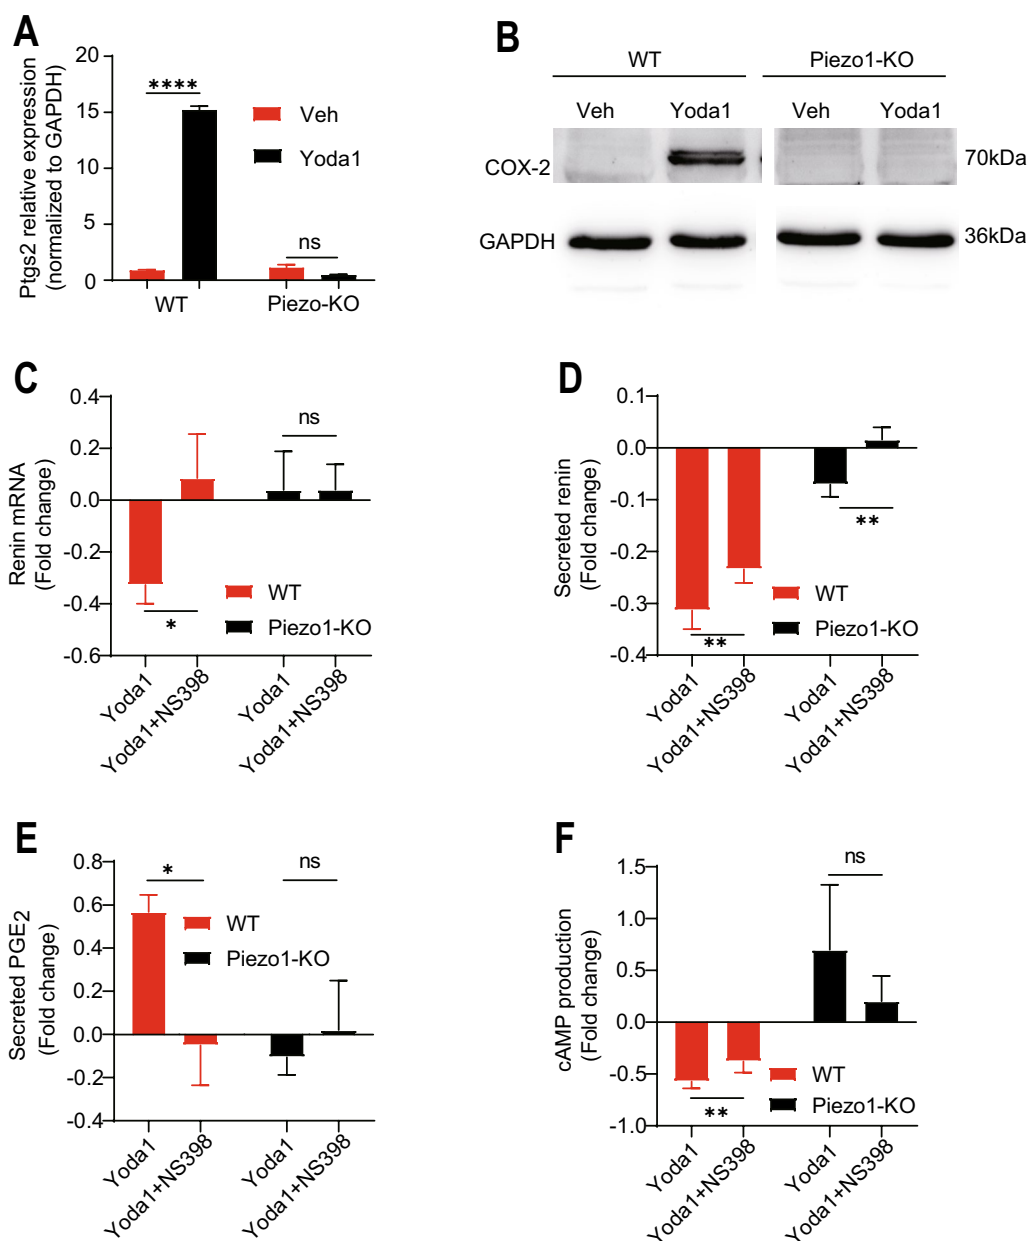 A
Ptgs2 relative expression
(normalized to GAPDH)
20
15
10
5
0
****
ns
Veh
Yoda1
WT
Piezo-KO
B
WT
Piezo1-KO
Veh
Yoda1
Veh
Yoda1
COX-2
70kDa
GAPDH
36kDa
C
Renin mRNA
(Fold change)
0.4
0.2
0.0
-0.2
-0.4
-0.6
ns
*
WT
Piezo1-KO
Yoda1
Yoda1+NS398
Yoda1
Yoda1+NS398
D
Secreted renin
(Fold change)
0.1
0.0
-0.1
-0.2
-0.3
-0.4
**
**
WT
Piezo1-KO
Yoda1
Yoda1+NS398
Yoda1
Yoda1+NS398
E
Secreted PGE2
(Fold change)
0.8
0.6
0.4
0.2
0.0
-0.2
-0.4
*
ns
WT
Piezo1-KO
Yoda1
Yoda1+NS398
Yoda1
Yoda1+NS398
F
cAMP production
(Fold change)
1.5
1.0
0.5
0.0
-0.5
-1.0
ns
**
WT
Piezo1-KO
Yoda1
Yoda1+NS398
Yoda1
Yoda1+NS398